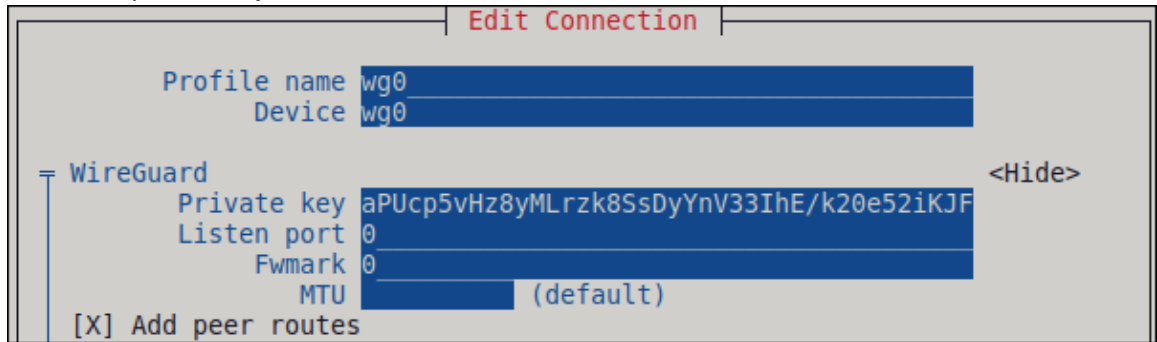 Edit Connection
Profile name wg0
Device wg0
WireGuard <Hide>
Private key aPUcp5vHz8yMLrzk8SsDyYnV33IhE/k20e52iKJF
Listen port 0
Fwmark 0
MTU (default)
[X] Add peer routes